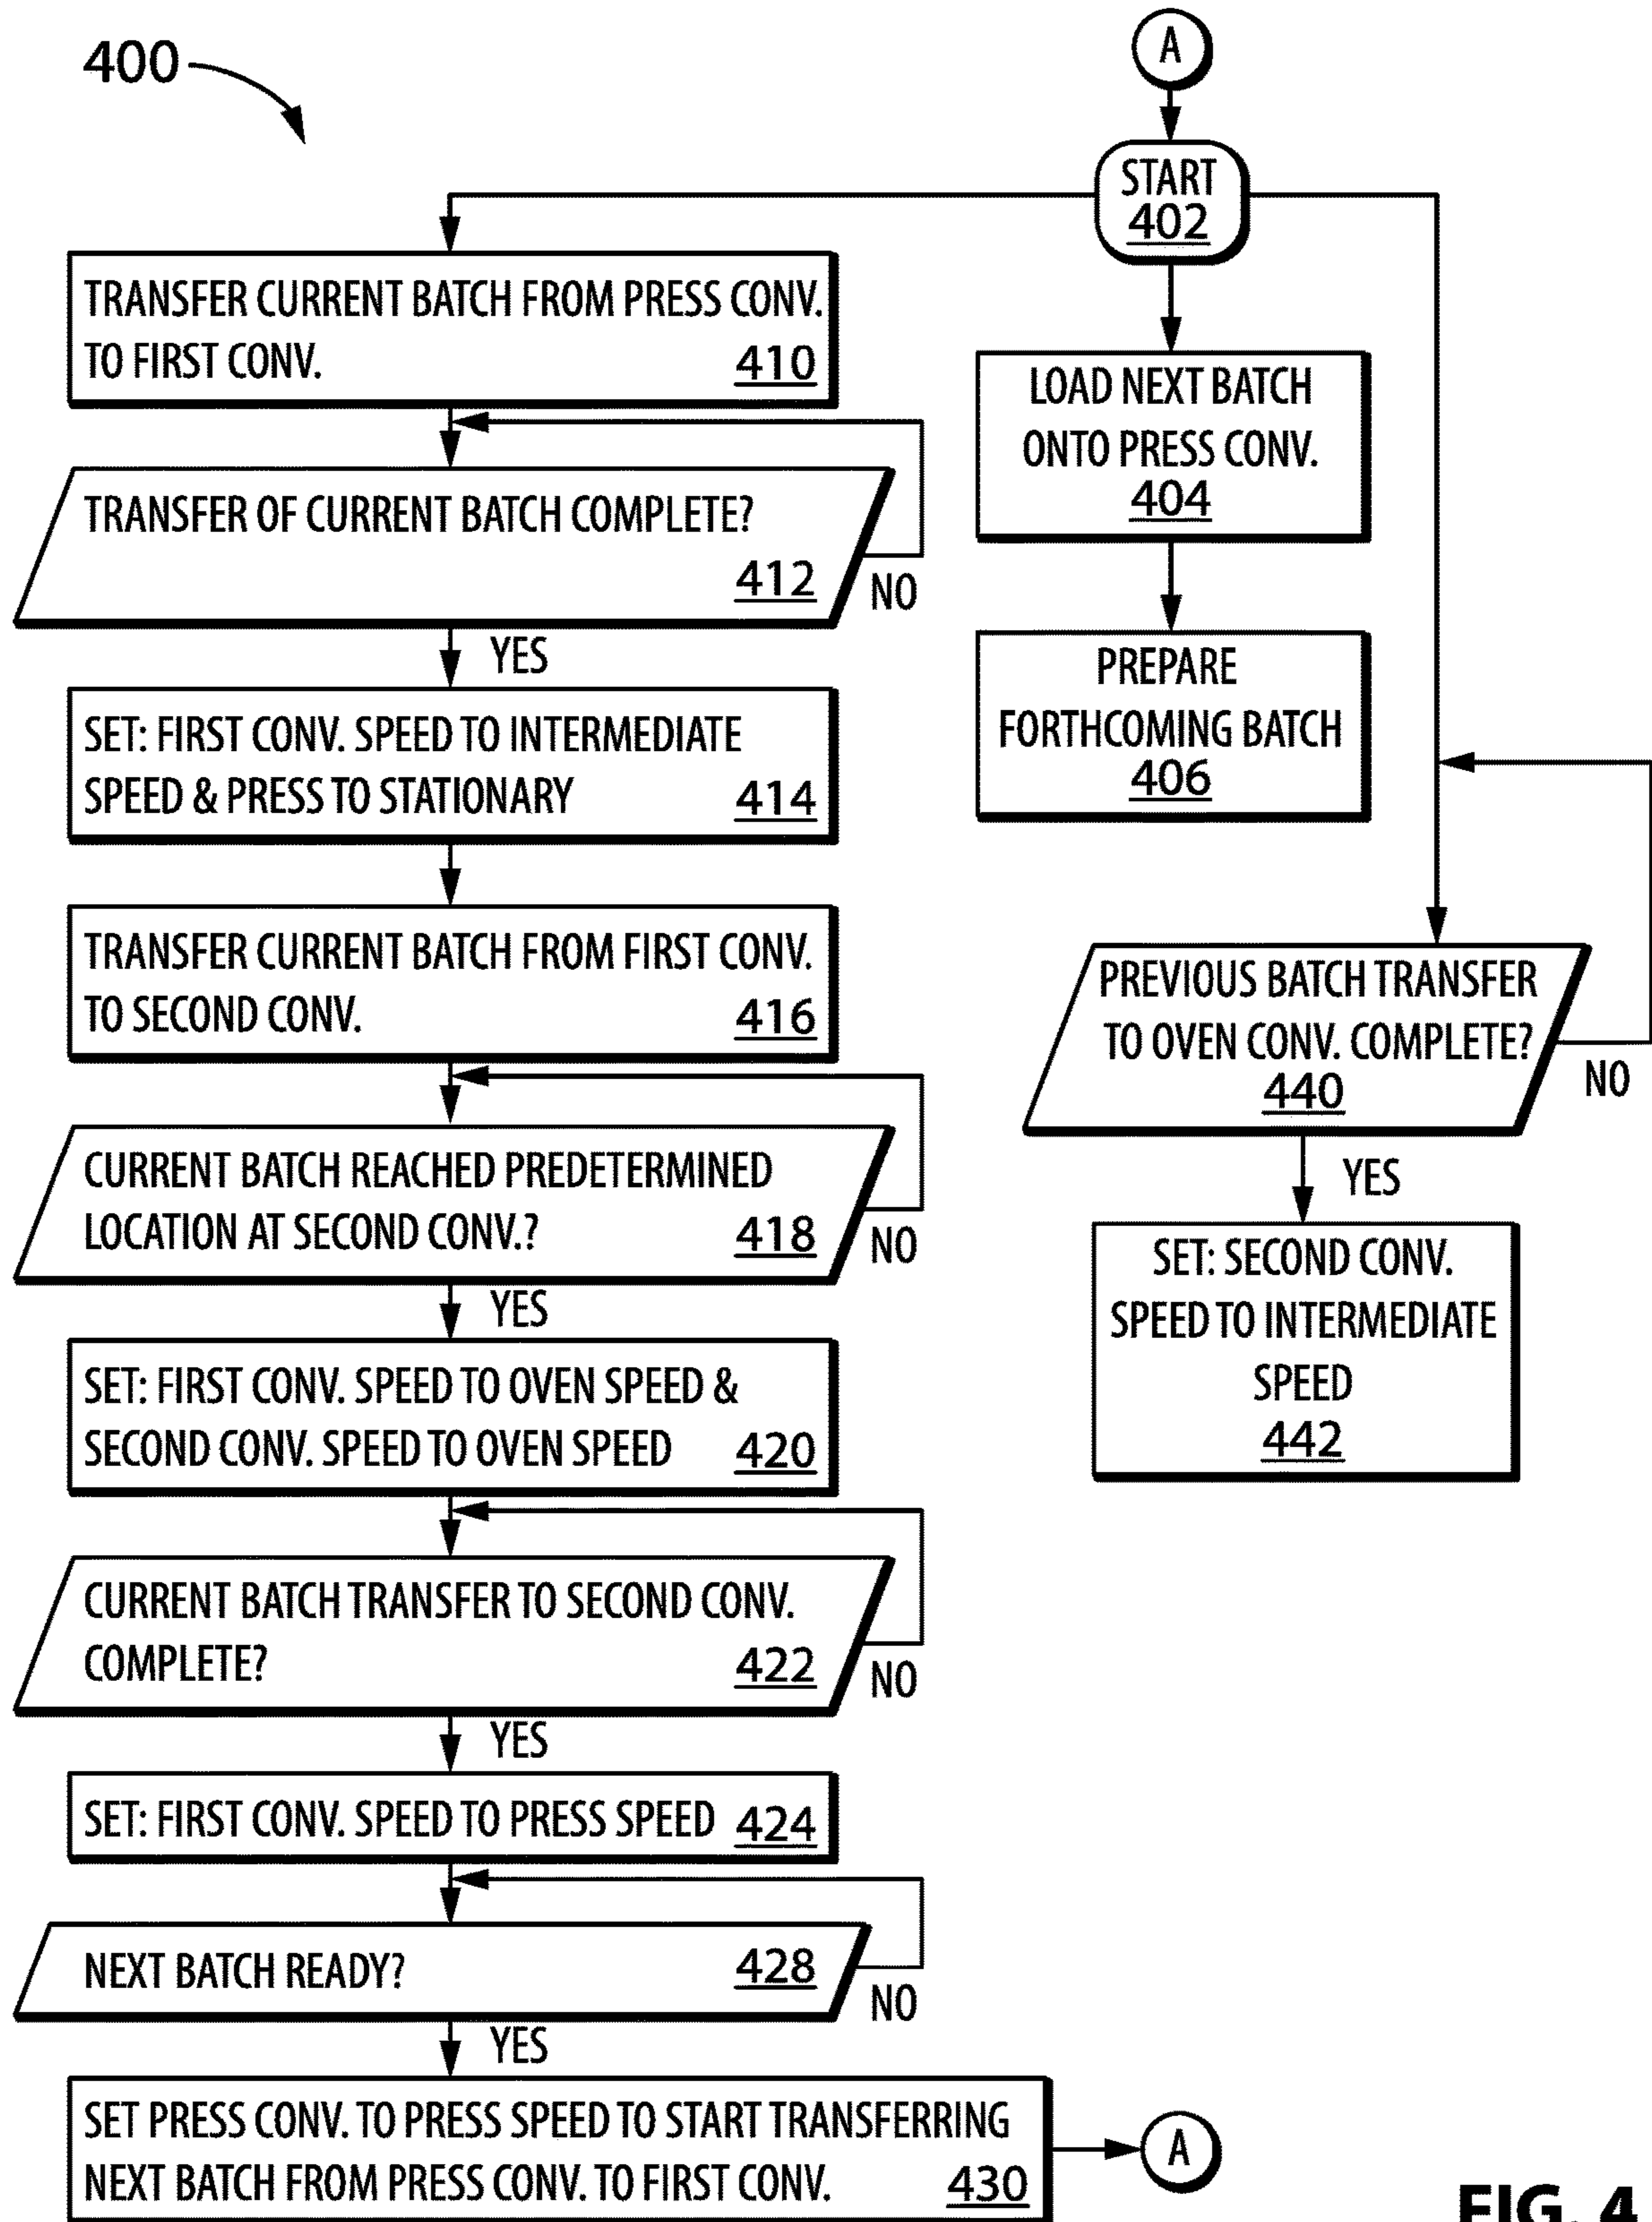 400
A
START
402
TRANSFER CURRENT BATCH FROM PRESS CONV.
TO FIRST CONV.
410
LOAD NEXT BATCH
ONTO PRESS CONV.
404
TRANSFER OF CURRENT BATCH COMPLETE?
412
NO
YES
PREPARE
FORTHCOMING BATCH
406
SET: FIRST CONV. SPEED TO INTERMEDIATE
SPEED & PRESS TO STATIONARY
414
TRANSFER CURRENT BATCH FROM FIRST CONV.
TO SECOND CONV.
416
PREVIOUS BATCH TRANSFER
TO OVEN CONV. COMPLETE?
440
NO
YES
CURRENT BATCH REACHED PREDETERMINED
LOCATION AT SECOND CONV.?
418
NO
YES
SET: SECOND CONV.
SPEED TO INTERMEDIATE
SPEED
442
SET: FIRST CONV. SPEED TO OVEN SPEED &
SECOND CONV. SPEED TO OVEN SPEED
420
CURRENT BATCH TRANSFER TO SECOND CONV.
COMPLETE?
422
NO
YES
SET: FIRST CONV. SPEED TO PRESS SPEED
424
NEXT BATCH READY?
428
NO
YES
SET PRESS CONV. TO PRESS SPEED TO START TRANSFERRING
NEXT BATCH FROM PRESS CONV. TO FIRST CONV.
430
A
FIG. 4